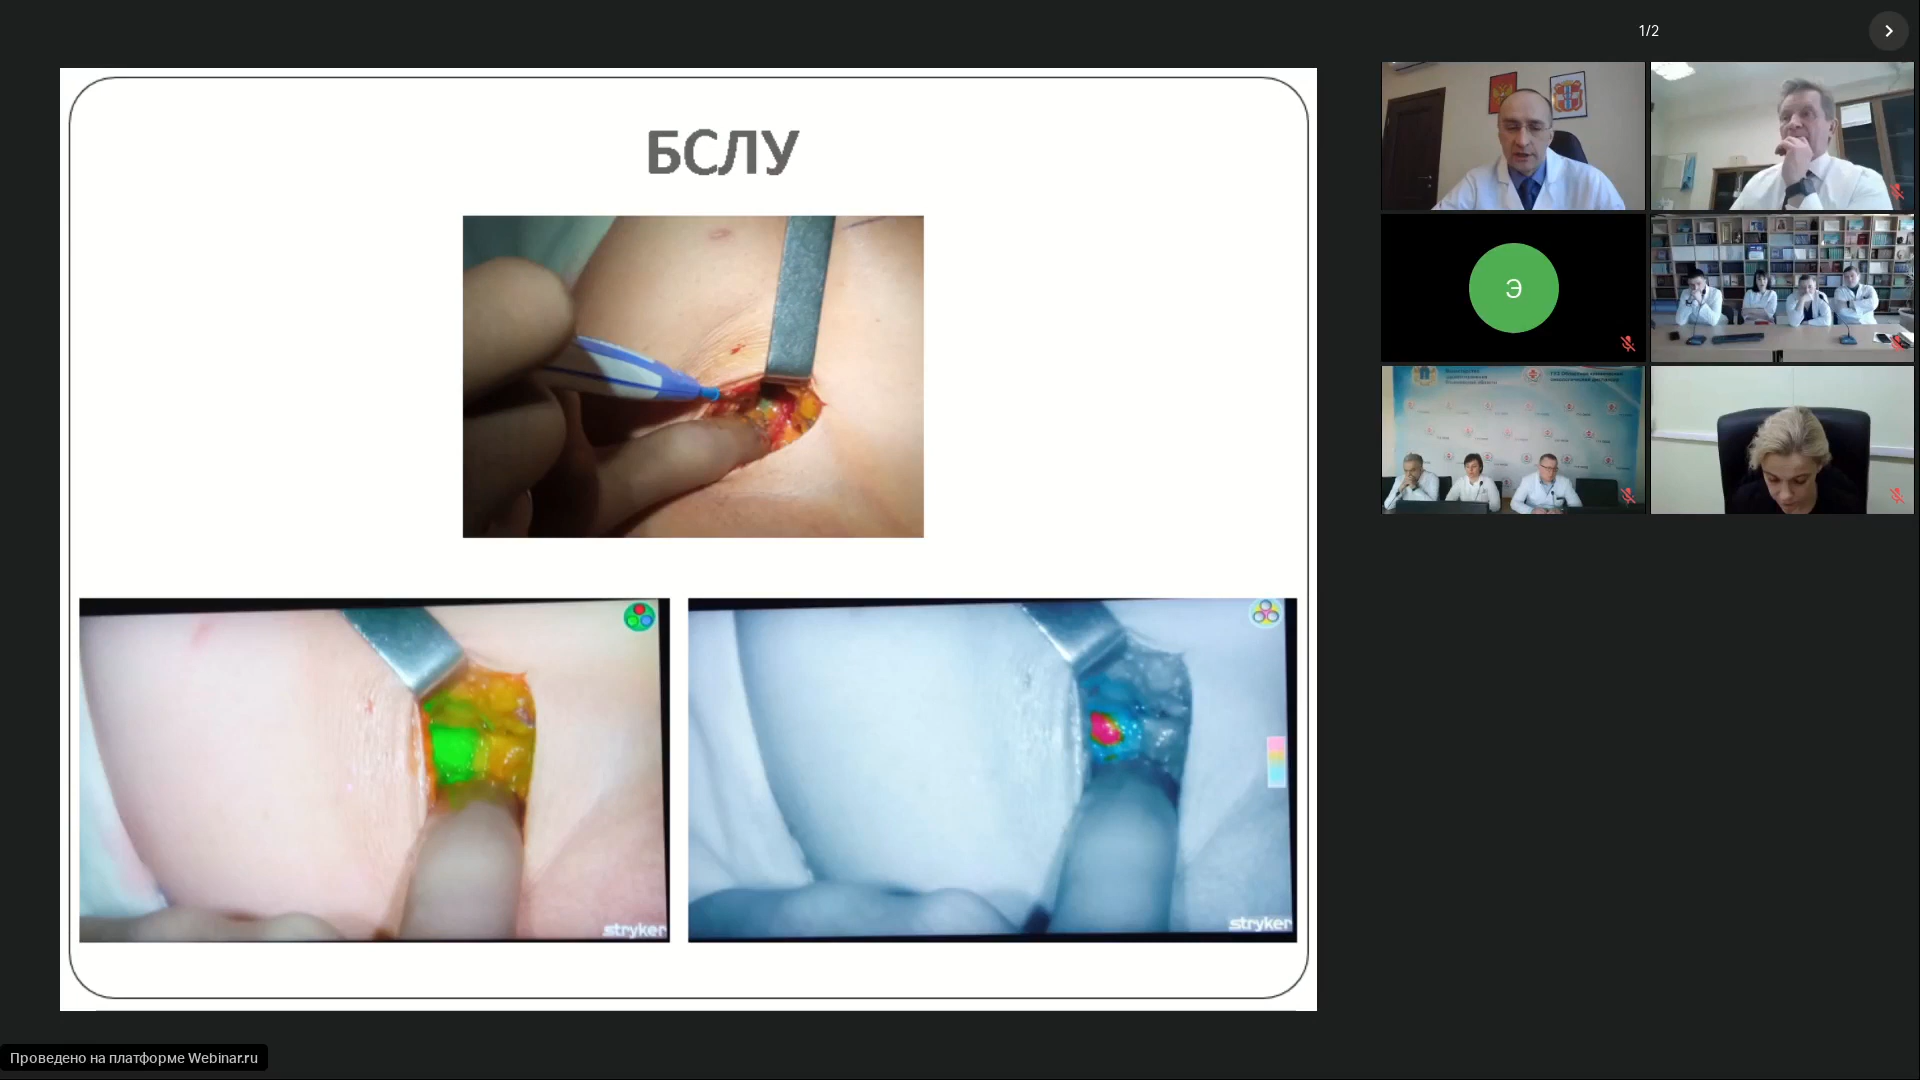 1/2
БСЛУ
Э
stryker
stryker
Проведено на платформе Webinar.ru